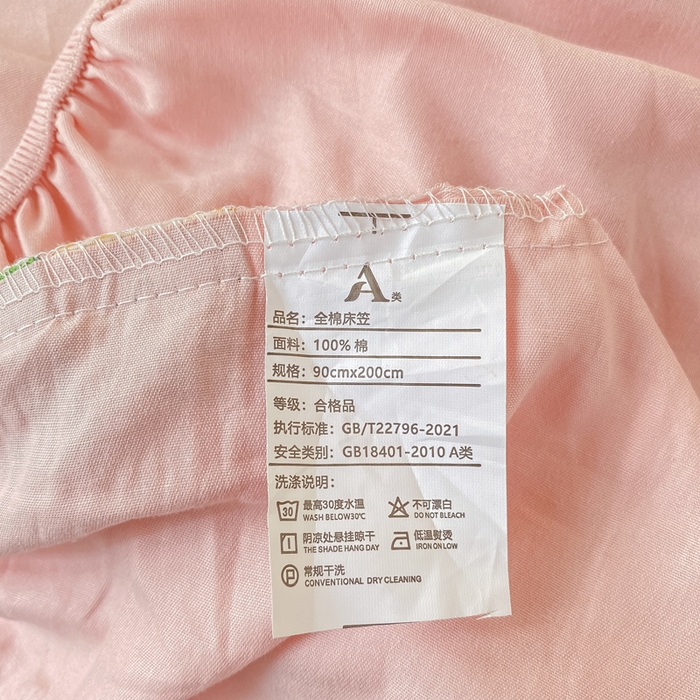 A类
品名：全棉床笠
面料：100% 棉
规格：90cmx200cm
等级：合格品
执行标准：GB/T22796-2021
安全类别：GB18401-2010 A类
洗涤说明：
30 最高30度水温 不可漂白
WASH BELOW30℃ DO NOT BLEACH
阴凉处悬挂晾干 低温熨烫
THE SHADE HANG DAY IRON ON LOW
P 常规干洗
CONVENTIONAL DRY CLEANING